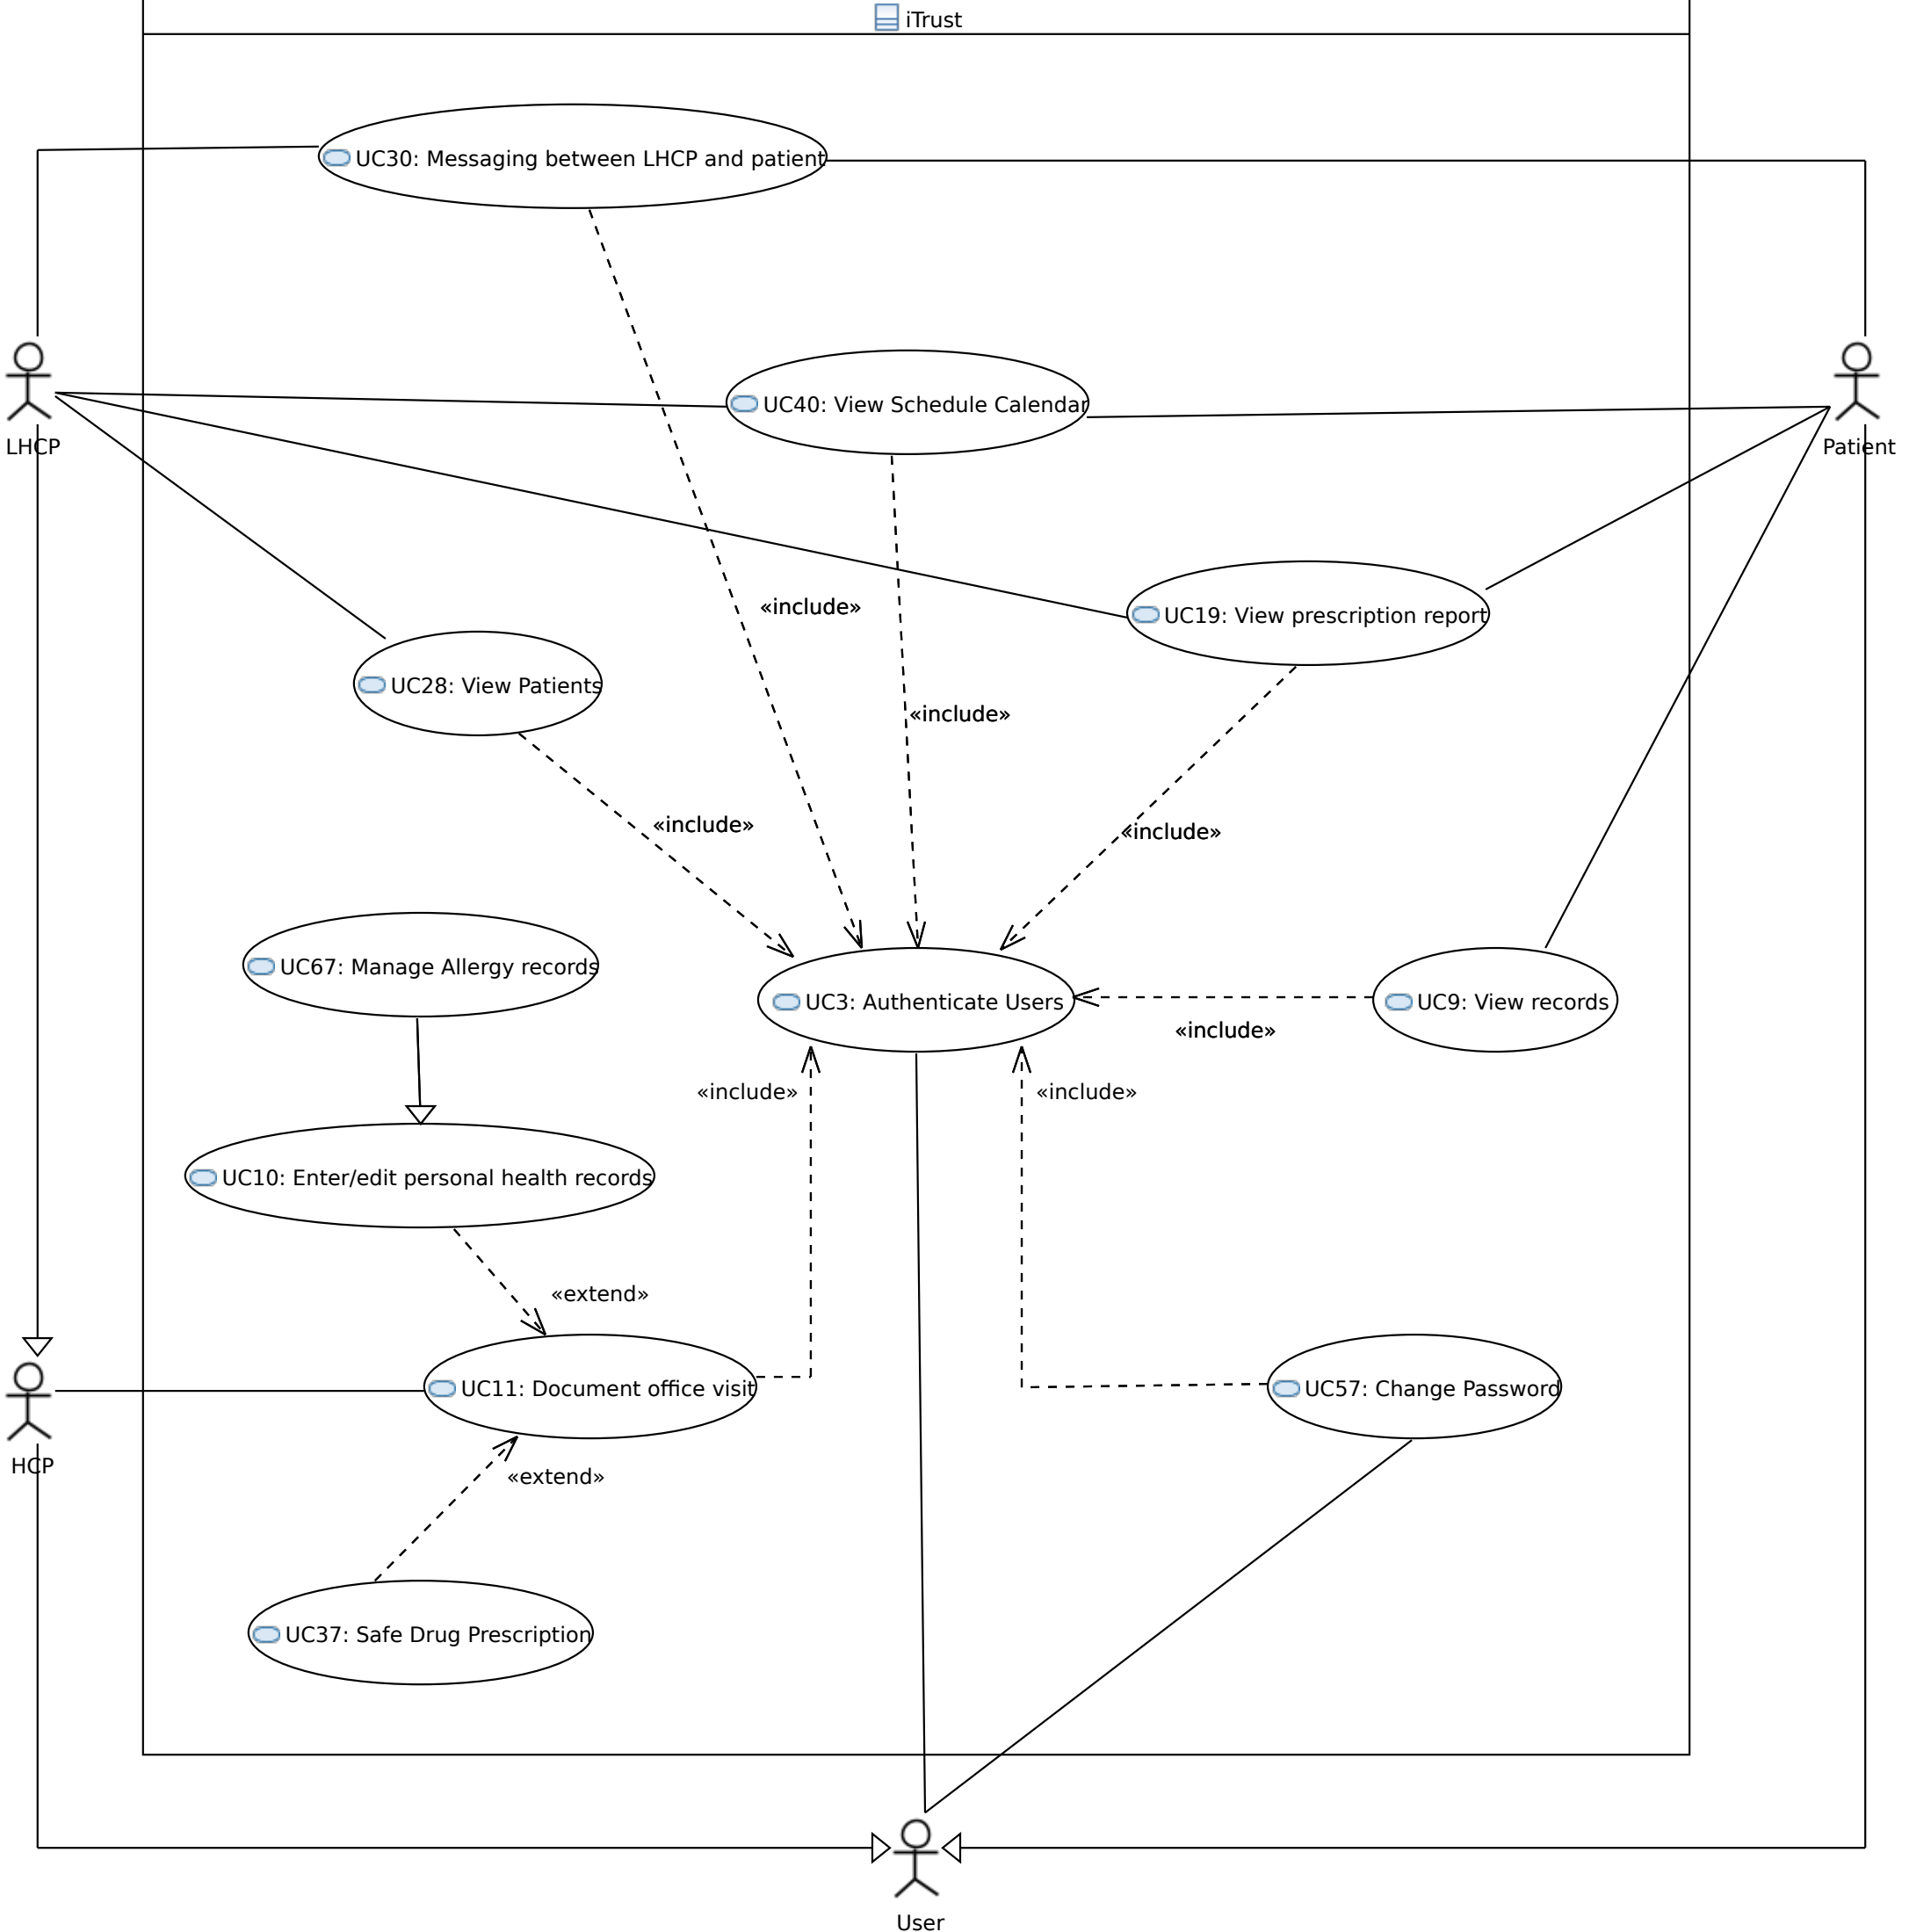 iTrust
UC30: Messaging between LHCP and patient
UC40: View Schedule Calendar
LHCP
Patient
«include»
UC19: View prescription report
UC28: View Patients
«include»
«include»
«include»
UC67: Manage Allergy records
UC3: Authenticate Users
UC9: View records
«include»
«include»
«include»
UC10: Enter/edit personal health records
«extend»
UC11: Document office visit
UC57: Change Password
HCP
«extend»
UC37: Safe Drug Prescription
User